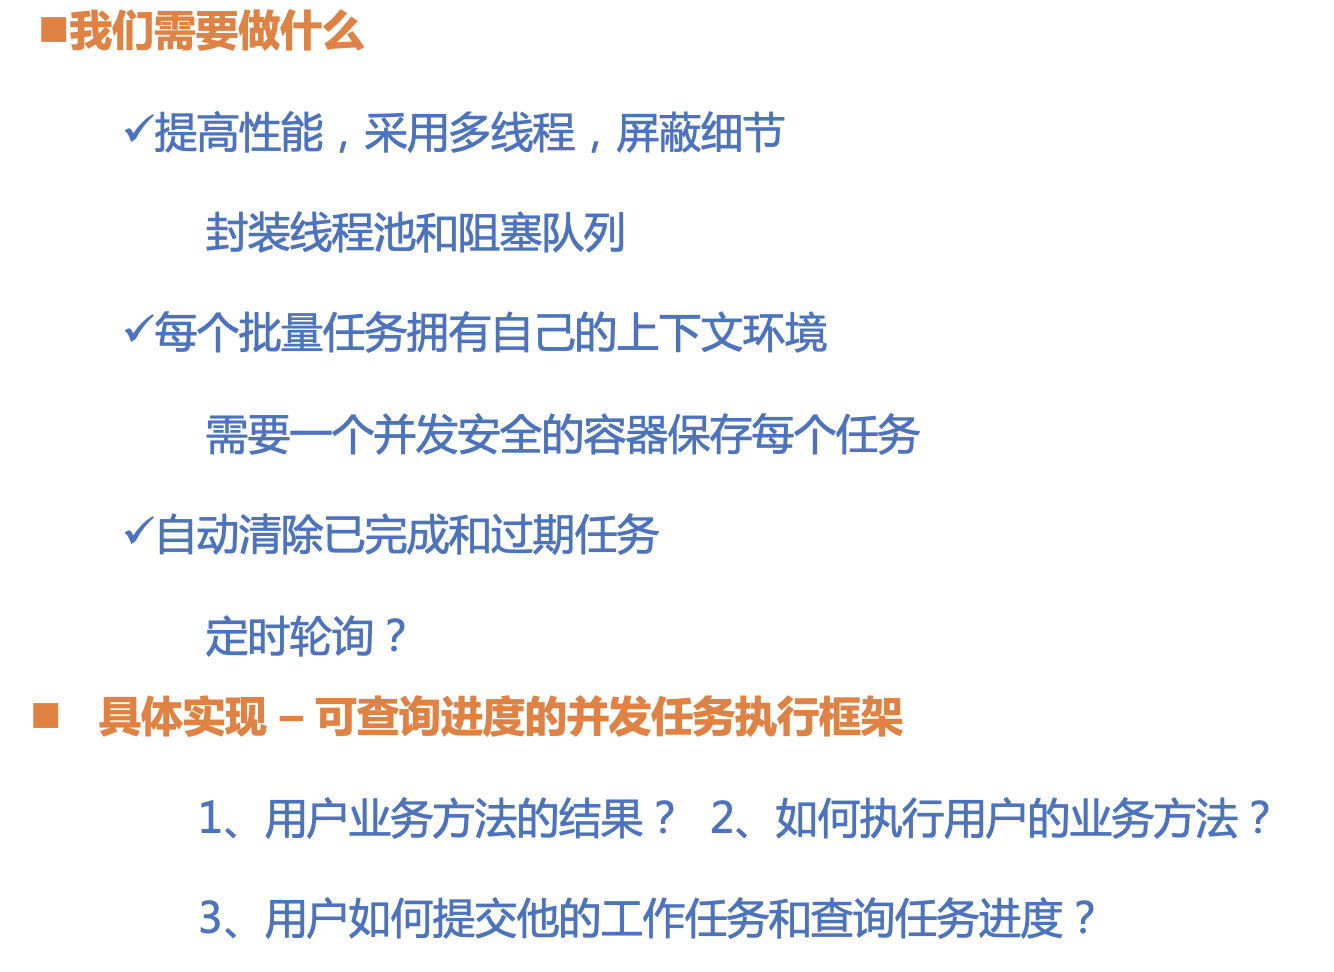 ■我们需要做什么
✓提高性能，采用多线程，屏蔽细节
封装线程池和阻塞队列
✓每个批量任务拥有自己的上下文环境
需要一个并发安全的容器保存每个任务
✓自动清除已完成和过期任务
定时轮询？
■ 具体实现 – 可查询进度的并发任务执行框架
1、用户业务方法的结果？ 2、如何执行用户的业务方法？
3、用户如何提交他的工作任务和查询任务进度？